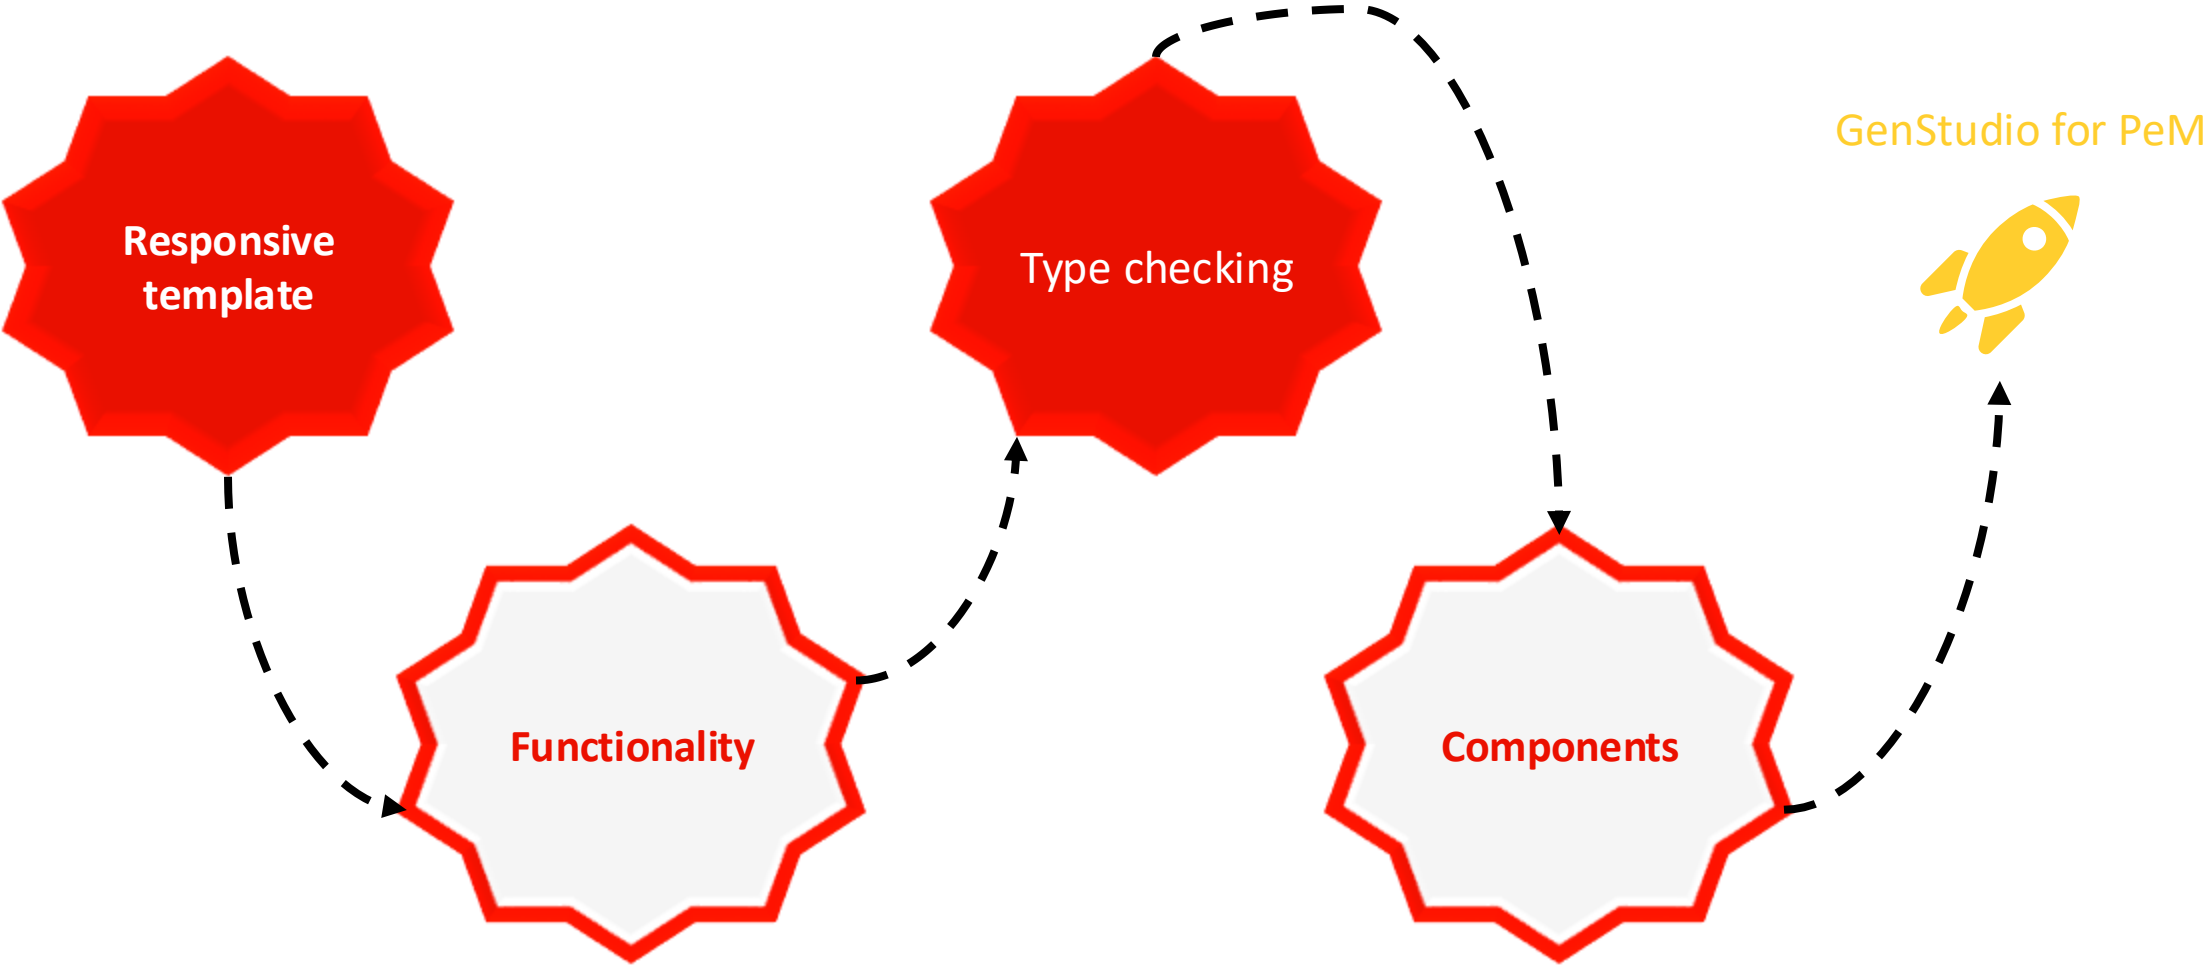 Responsive
template
Functionality
Type checking
Components
GenStudio for PeM